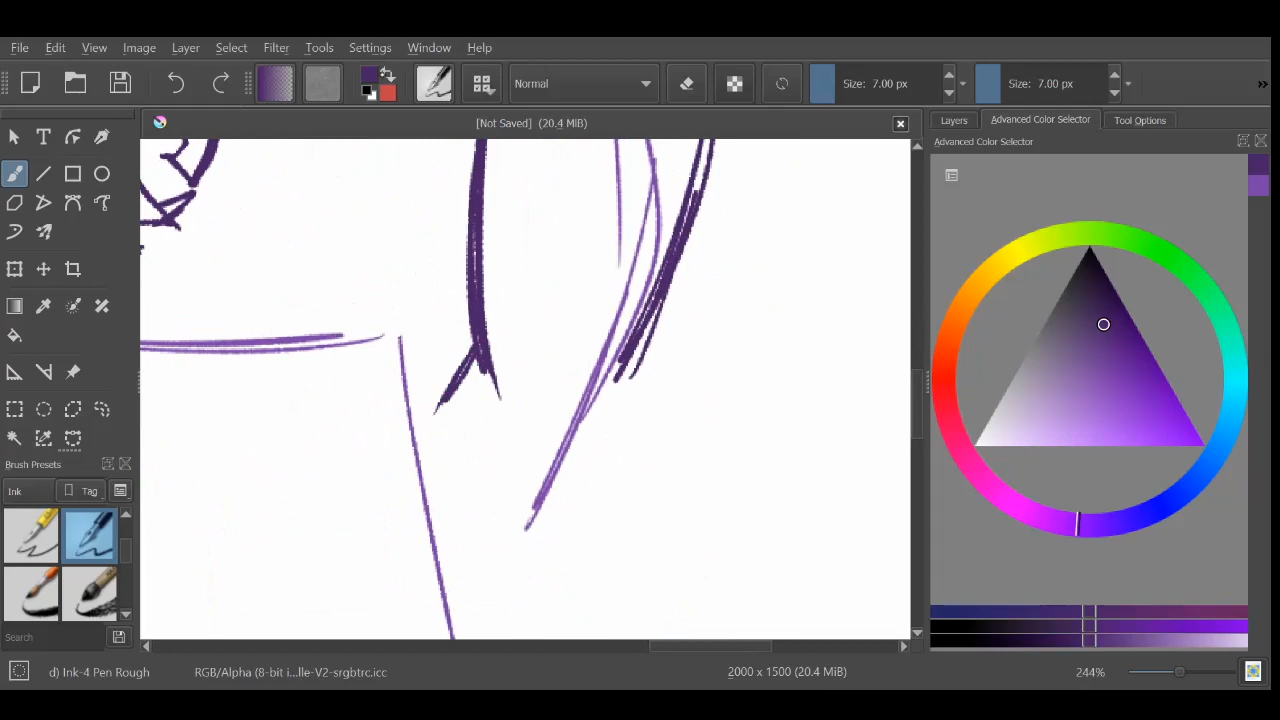 File Edit View Image Layer Select Filter Tools Settings Window Help
Normal Size: 7.00 px Size: 7.00 px »
[Not Saved] (20.4 MiB)
Layers Advanced Color Selector Tool Options
Advanced Color Selector
Brush Presets
Ink Tag
Search
d) Ink-4 Pen Rough RGB/Alpha (8-bit i...lle-V2-srgbtrc.icc 2000 x 1500 (20.4 MiB) 244%